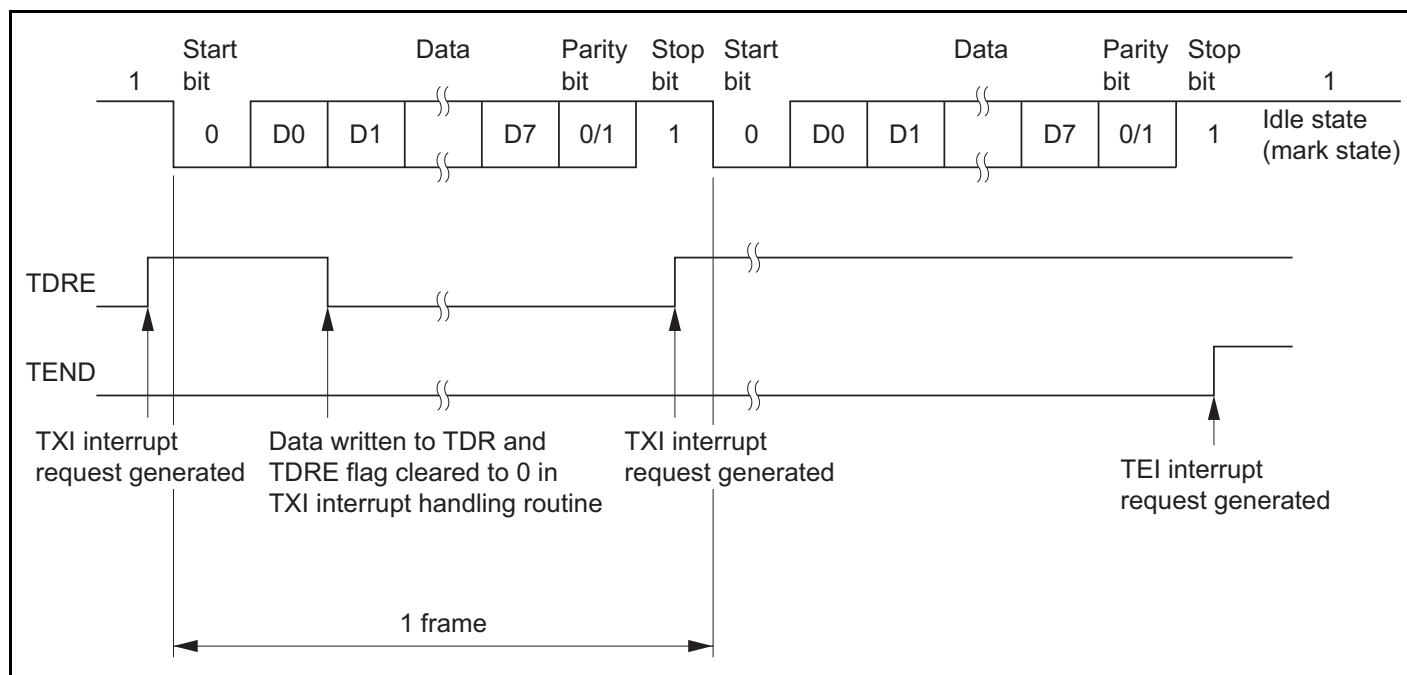 Start Data Parity Stop Start Data Parity Stop
1 bit bit bit bit bit bit 1
0 D0 D1 D7 0/1 1 0 D0 D1 D7 0/1 1 Idle state
(mark state)
TDRE
TEND
TXI interrupt
request generated
Data written to TDR and
TDRE flag cleared to 0 in
TXI interrupt handling routine
TXI interrupt
request generated
TEI interrupt
request generated
1 frame